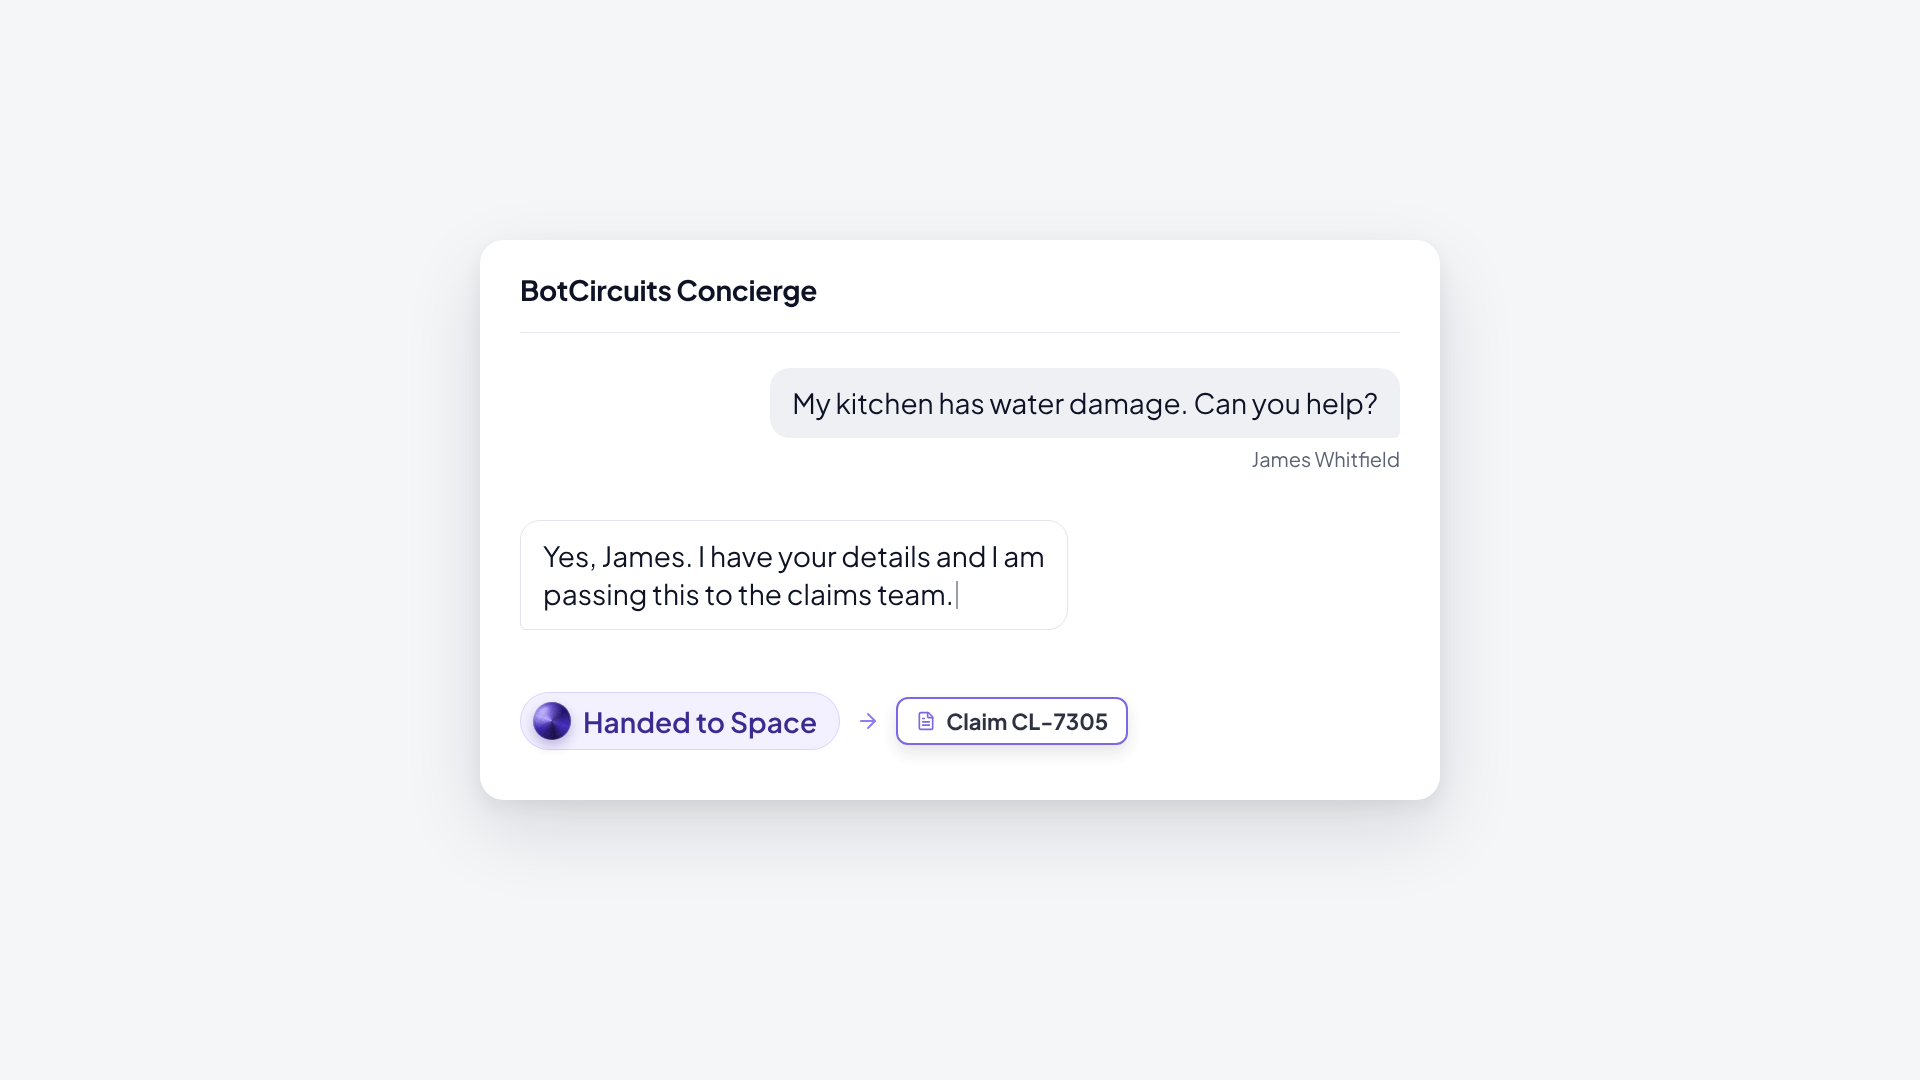 BotCircuits Concierge
My kitchen has water damage. Can you help?
James Whitfield
Yes, James. I have your details and I am
passing this to the claims team.
Handed to Space
Claim CL-7305